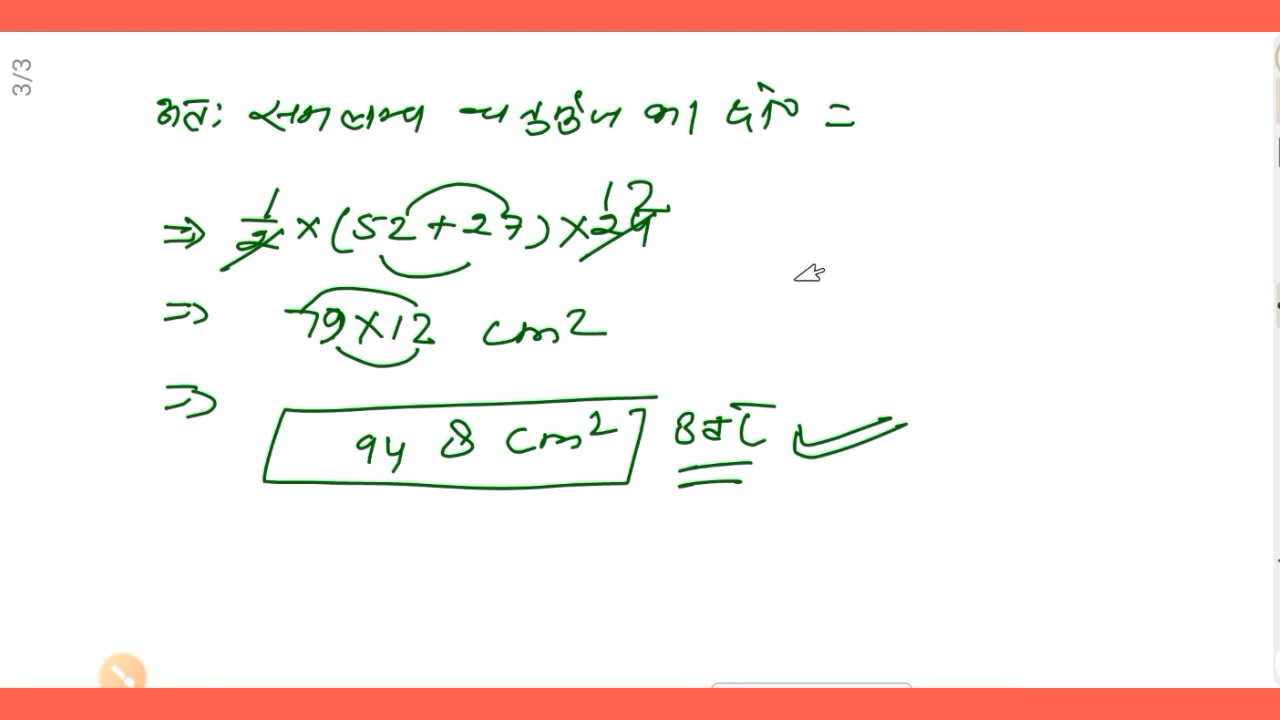 3/3
अतः समलम्ब चतुर्भुज का क्षे० =
⇒ 1/2 × (52 + 27) × 24 12
⇒ 79 × 12 cm2
⇒ 948 cm2 उत्तर